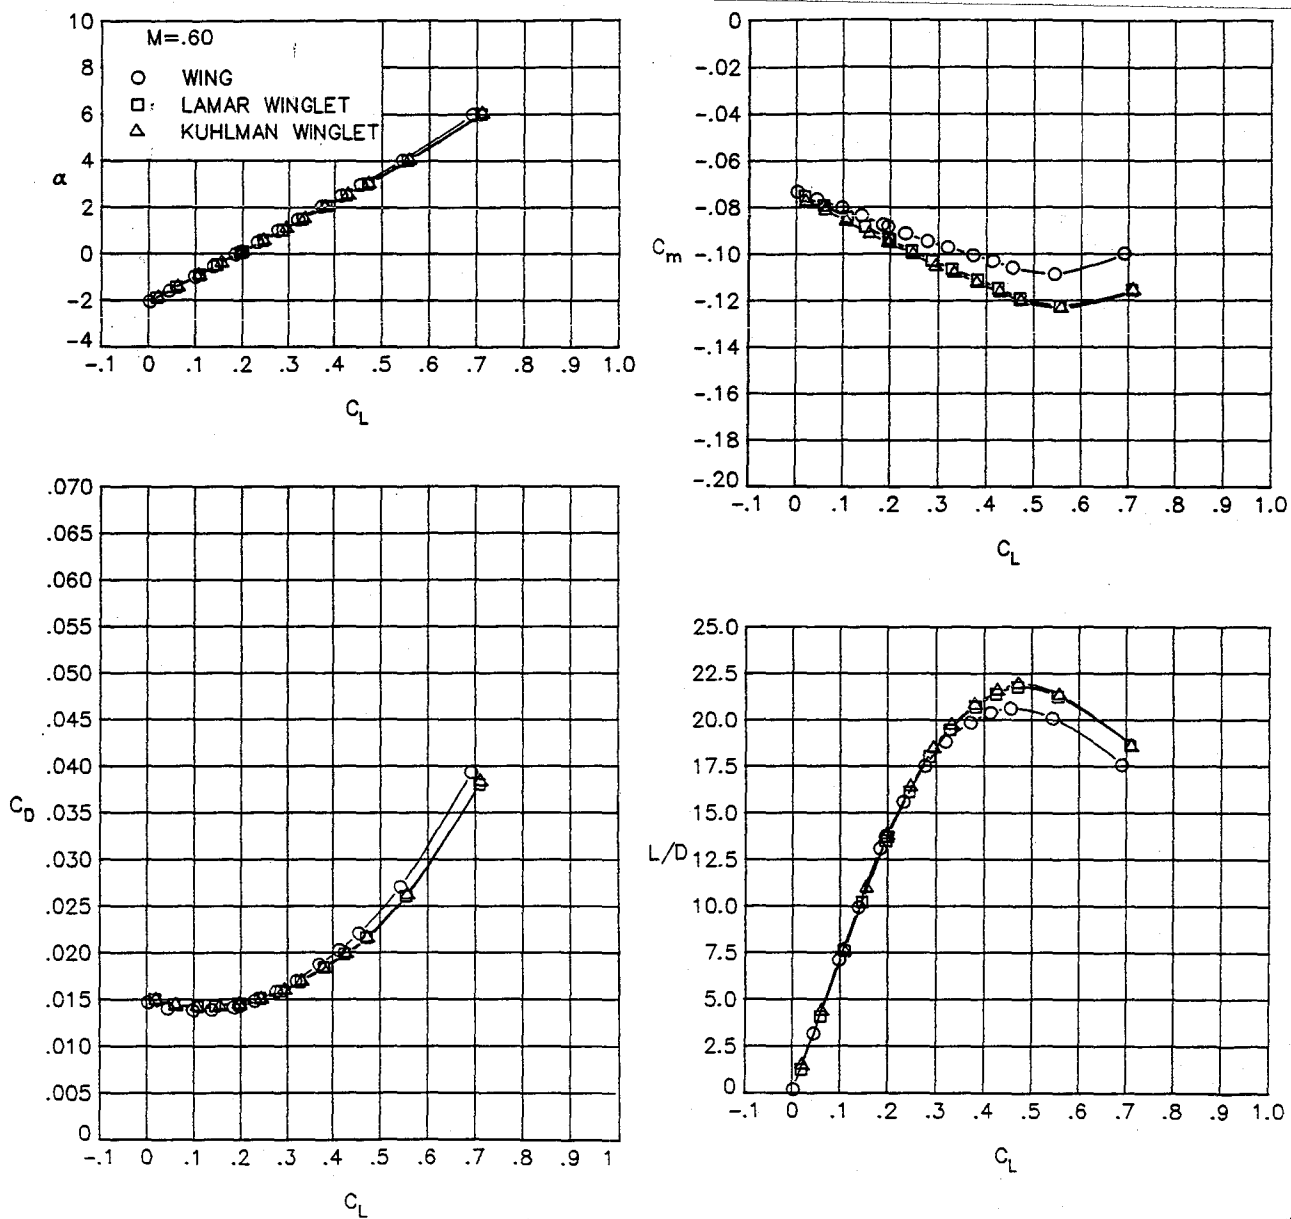 10
8
6
4
2
0
−2
−4
α
M=.60
○ WING
□ LAMAR WINGLET
△ KUHLMAN WINGLET
−.1 0 .1 .2 .3 .4 .5 .6 .7 .8 .9 1.0
C_L
0
−.02
−.04
−.06
−.08
−.10
−.12
−.14
−.16
−.18
−.20
C_m
−.1 0 .1 .2 .3 .4 .5 .6 .7 .8 .9 1.0
C_L
.070
.065
.060
.055
.050
.045
.040
.035
.030
.025
.020
.015
.010
.005
0
C_D
−.1 0 .1 .2 .3 .4 .5 .6 .7 .8 .9 1
C_L
25.0
22.5
20.0
17.5
15.0
12.5
10.0
7.5
5.0
2.5
0
L/D
−.1 0 .1 .2 .3 .4 .5 .6 .7 .8 .9 1.0
C_L